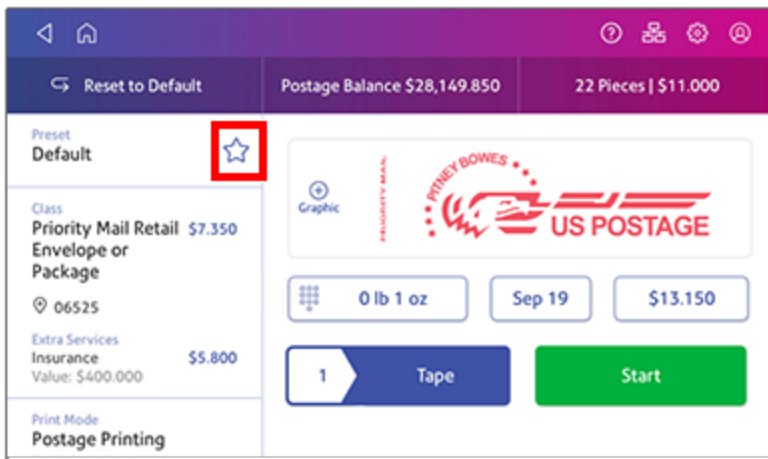 Reset to Default
Postage Balance $28,149.850
22 Pieces | $11.000
Preset
Default
Class
Priority Mail Retail $7.350
Envelope or
Package
06525
Extra Services
Insurance $5.800
Value: $400.000
Print Mode
Postage Printing
Graphic
PRIORITY MAIL
PITNEY BOWES
US POSTAGE
0 lb 1 oz
Sep 19
$13.150
1
Tape
Start